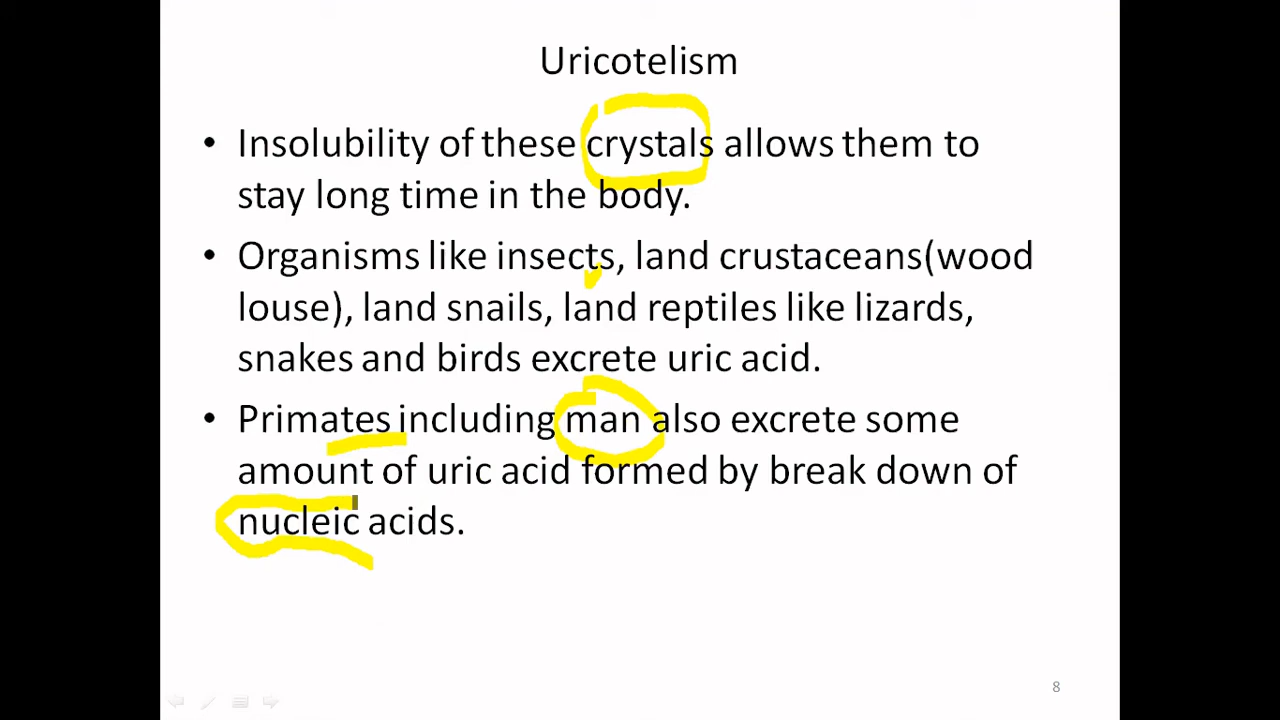 Uricotelism
• Insolubility of these crystals allows them to
stay long time in the body.
• Organisms like insects, land crustaceans(wood
louse), land snails, land reptiles like lizards,
snakes and birds excrete uric acid.
• Primates including man also excrete some
amount of uric acid formed by break down of
nucleic acids.
8